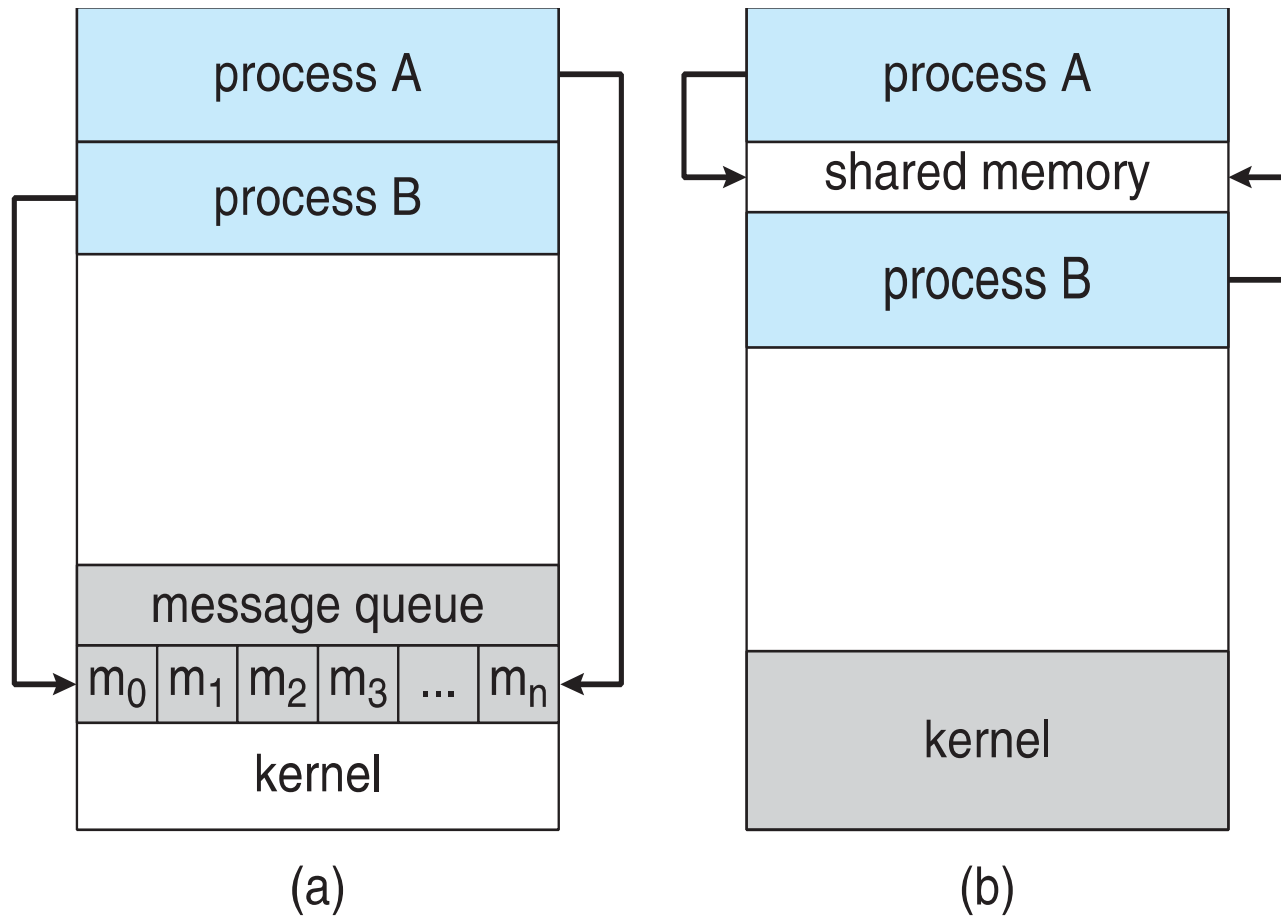 process A
process B
message queue
m0 m1 m2 m3 ... mn
kernel
(a)
process A
shared memory
process B
kernel
(b)